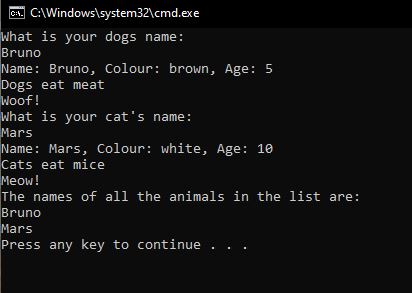 C:\Windows\system32\cmd.exe
What is your dogs name:
Bruno
Name: Bruno, Colour: brown, Age: 5
Dogs eat meat
Woof!
What is your cat's name:
Mars
Name: Mars, Colour: white, Age: 10
Cats eat mice
Meow!
The names of all the animals in the list are:
Bruno
Mars
Press any key to continue . . .